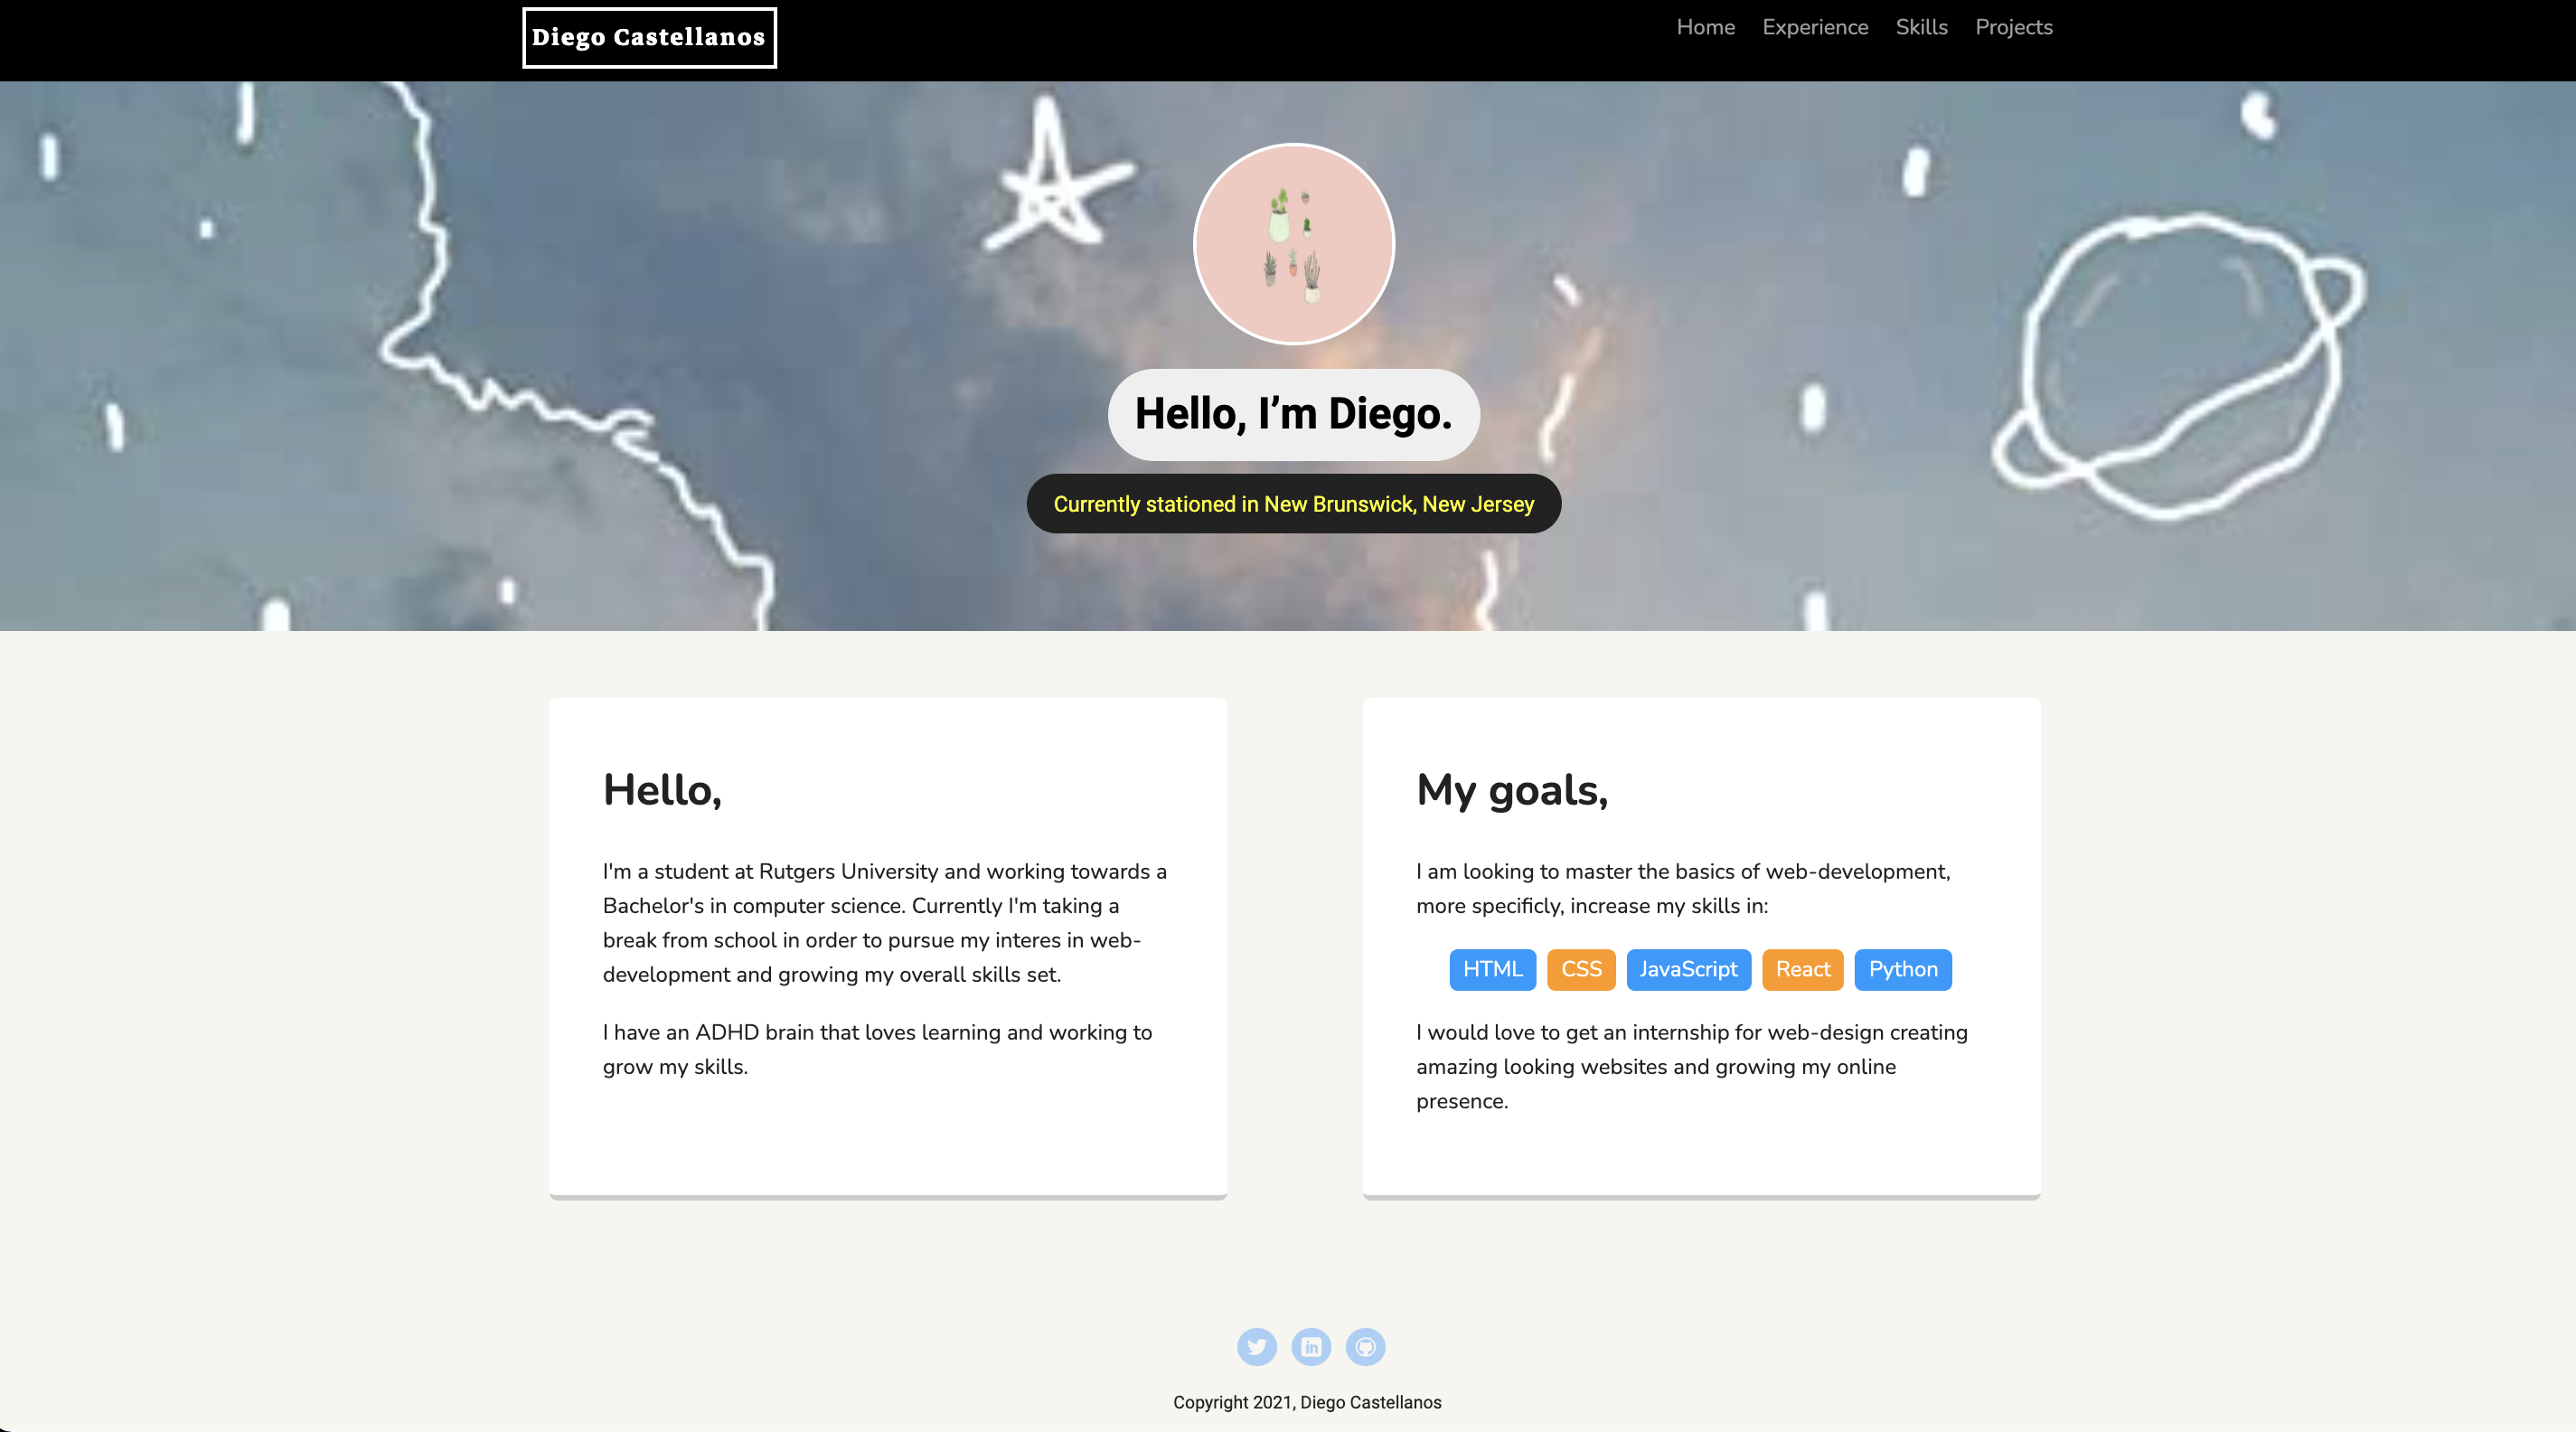 Diego Castellanos
Home Experience Skills Projects
Hello, I’m Diego.
Currently stationed in New Brunswick, New Jersey
Hello,
I'm a student at Rutgers University and working towards a
Bachelor's in computer science. Currently I'm taking a
break from school in order to pursue my interes in web-
development and growing my overall skills set.
I have an ADHD brain that loves learning and working to
grow my skills.
My goals,
I am looking to master the basics of web-development,
more specificly, increase my skills in:
HTML CSS JavaScript React Python
I would love to get an internship for web-design creating
amazing looking websites and growing my online
presence.
in
Copyright 2021, Diego Castellanos